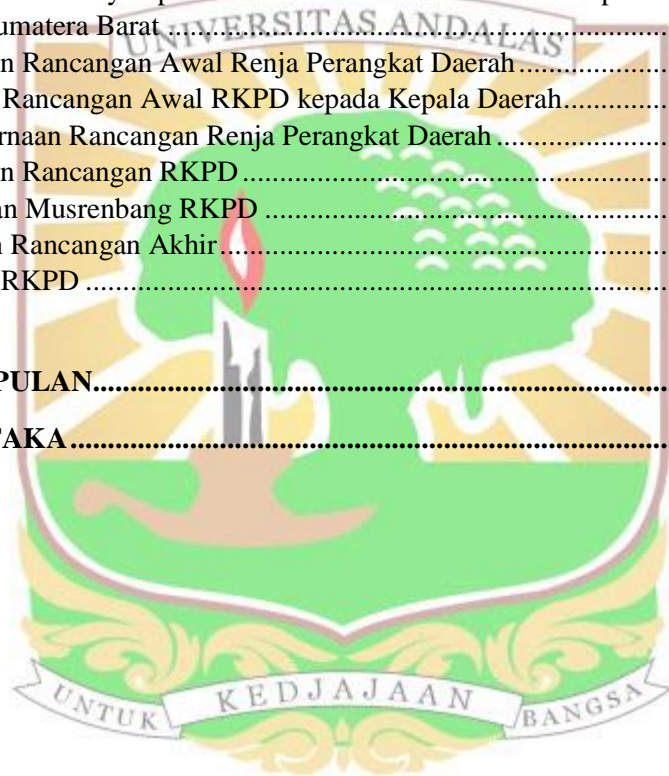 umatera Barat ....................................................................
UNIVERSITAS ANDALAS
n Rancangan Awal Renja Perangkat Daerah ......................
Rancangan Awal RKPD kepada Kepala Daerah...............
rnaan Rancangan Renja Perangkat Daerah ..........................
n Rancangan RKPD ..............................................................
an Musrenbang RKPD ..........................................................
n Rancangan Akhir.................................................................
RKPD .....................................................................................
PULAN....................................................................................
TAKA .......................................................................................
UNTUK KEDJAJAAN BANGSA